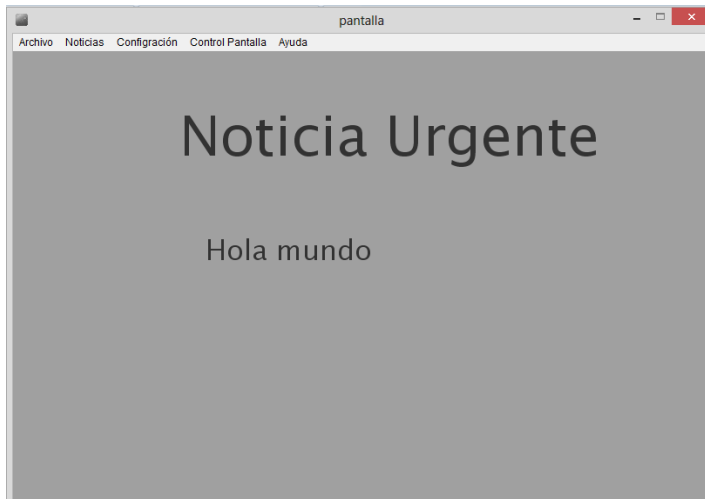 pantalla
Archivo Noticias Configración Control Pantalla Ayuda
Noticia Urgente
Hola mundo